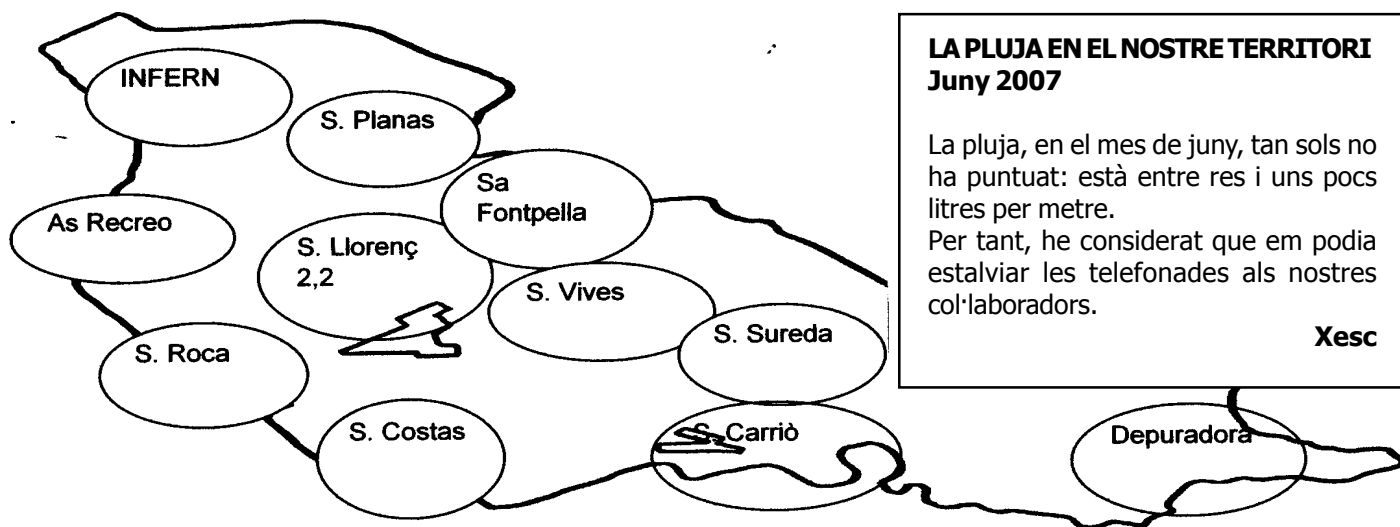 INFERN
S. Planas
Sa
Fontpella
As Recreo
S. Llorenç
2,2
S. Vives
S. Sureda
S. Roca
S. Costas
S. Carriò
Depuradora
LA PLUJA EN EL NOSTRE TERRITORI
Juny 2007
La pluja, en el mes de juny, tan sols no
ha puntuat: està entre res i uns pocs
litres per metre.
Per tant, he considerat que em podia
estalviar les telefonades als nostres
col·laboradors.
Xesc